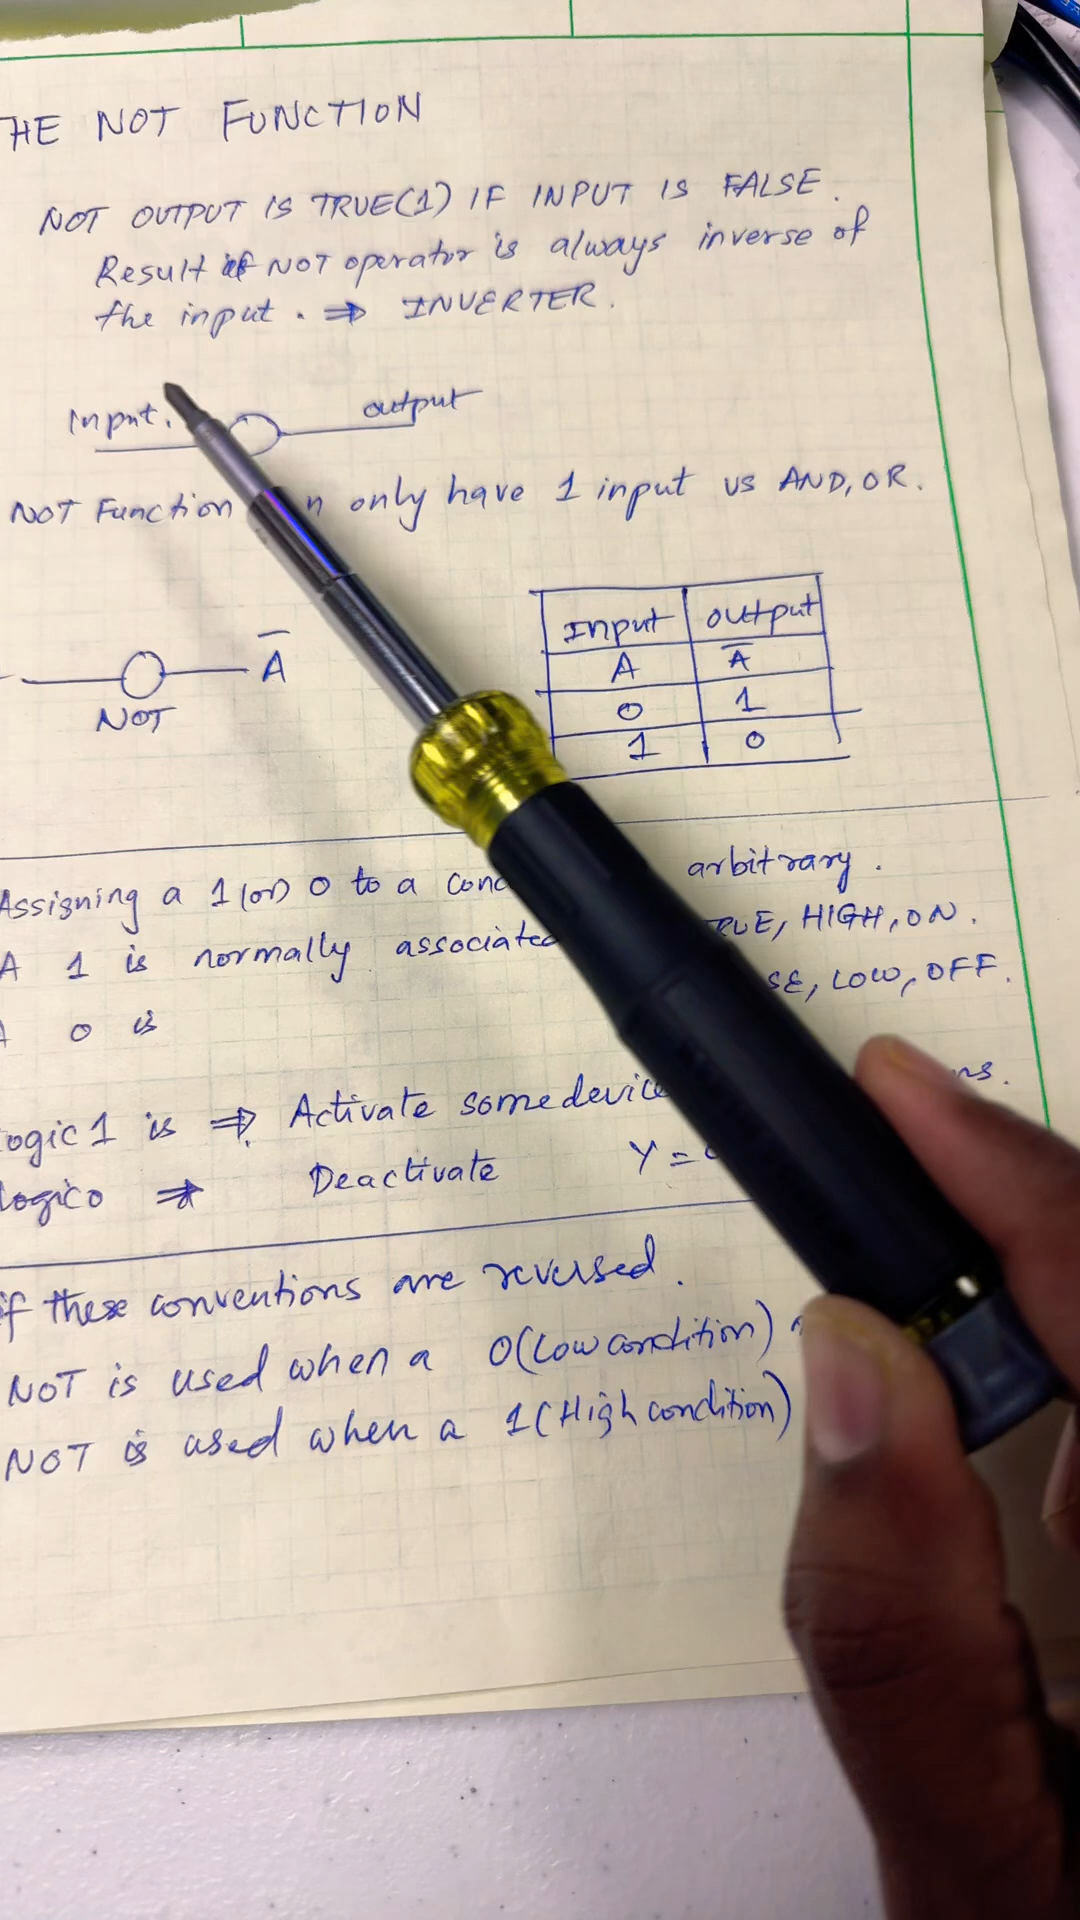 HE NOT FUNCTION
NOT OUTPUT IS TRUE(1) IF INPUT IS FALSE.
Result of NOT operator is always inverse of
the input. ⇒ INVERTER.
Input. output
NOT Function n only have 1 input vs AND, OR.
Input output
A Ā
0 1
1 0
Ā
NOT
Assigning a 1 (or) 0 to a cond arbitrary.
A 1 is normally associated RUE, HIGH, ON.
0 is SE, LOW, OFF.
ogic 1 is ⇒ Activate some device ns.
Logic 0 ⇒ Deactivate Y =
if these conventions are reversed.
NOT is used when a 0 (Low condition)
NOT is used when a 1 (High condition)